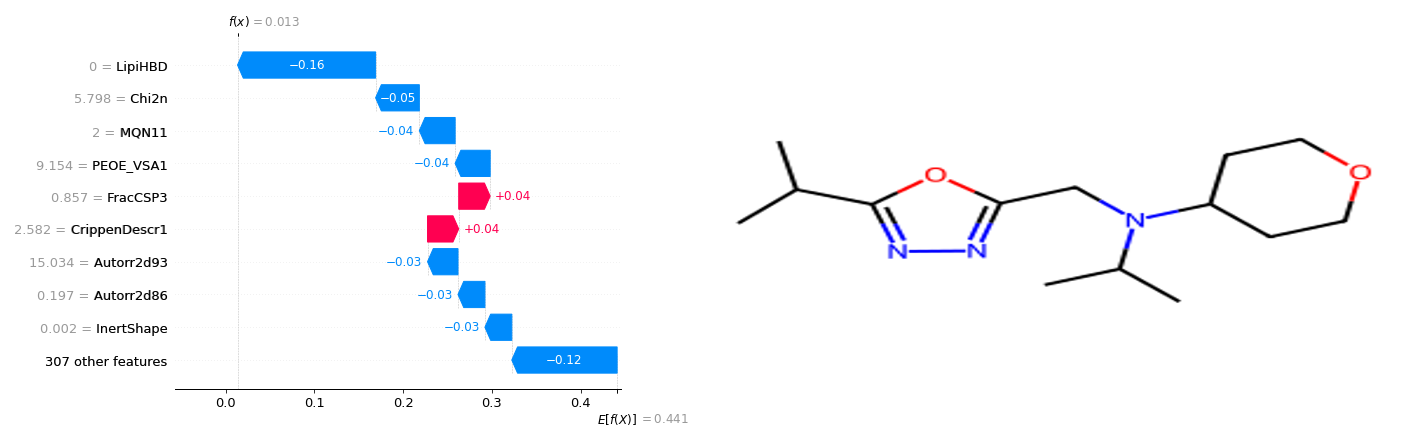 f(x) = 0.013
0 = LipiHBD
−0.16
5.798 = Chi2n
−0.05
2 = MQN11
−0.04
9.154 = PEOE_VSA1
−0.04
0.857 = FracCSP3
+0.04
2.582 = CrippenDescr1
+0.04
15.034 = Autorr2d93
−0.03
0.197 = Autorr2d86
−0.03
0.002 = InertShape
−0.03
307 other features
−0.12
0.0 0.1 0.2 0.3 0.4
E[f(X)] = 0.441
O
O
N
N N